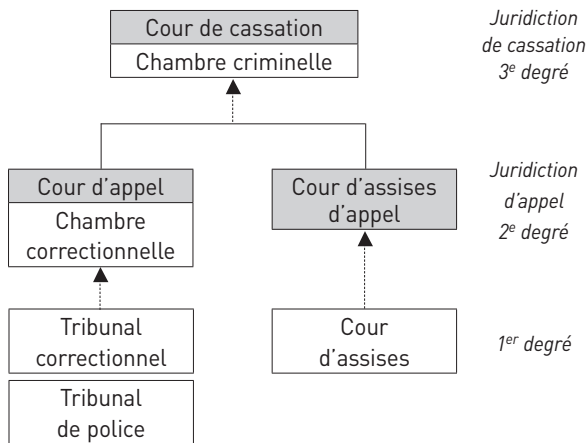 Cour de cassation
Chambre criminelle
Juridiction
de cassation
3e degré
Cour d’appel
Chambre
correctionnelle
Cour d’assises
d’appel
Juridiction
d’appel
2e degré
Tribunal
correctionnel
Cour
d’assises
1er degré
Tribunal
de police